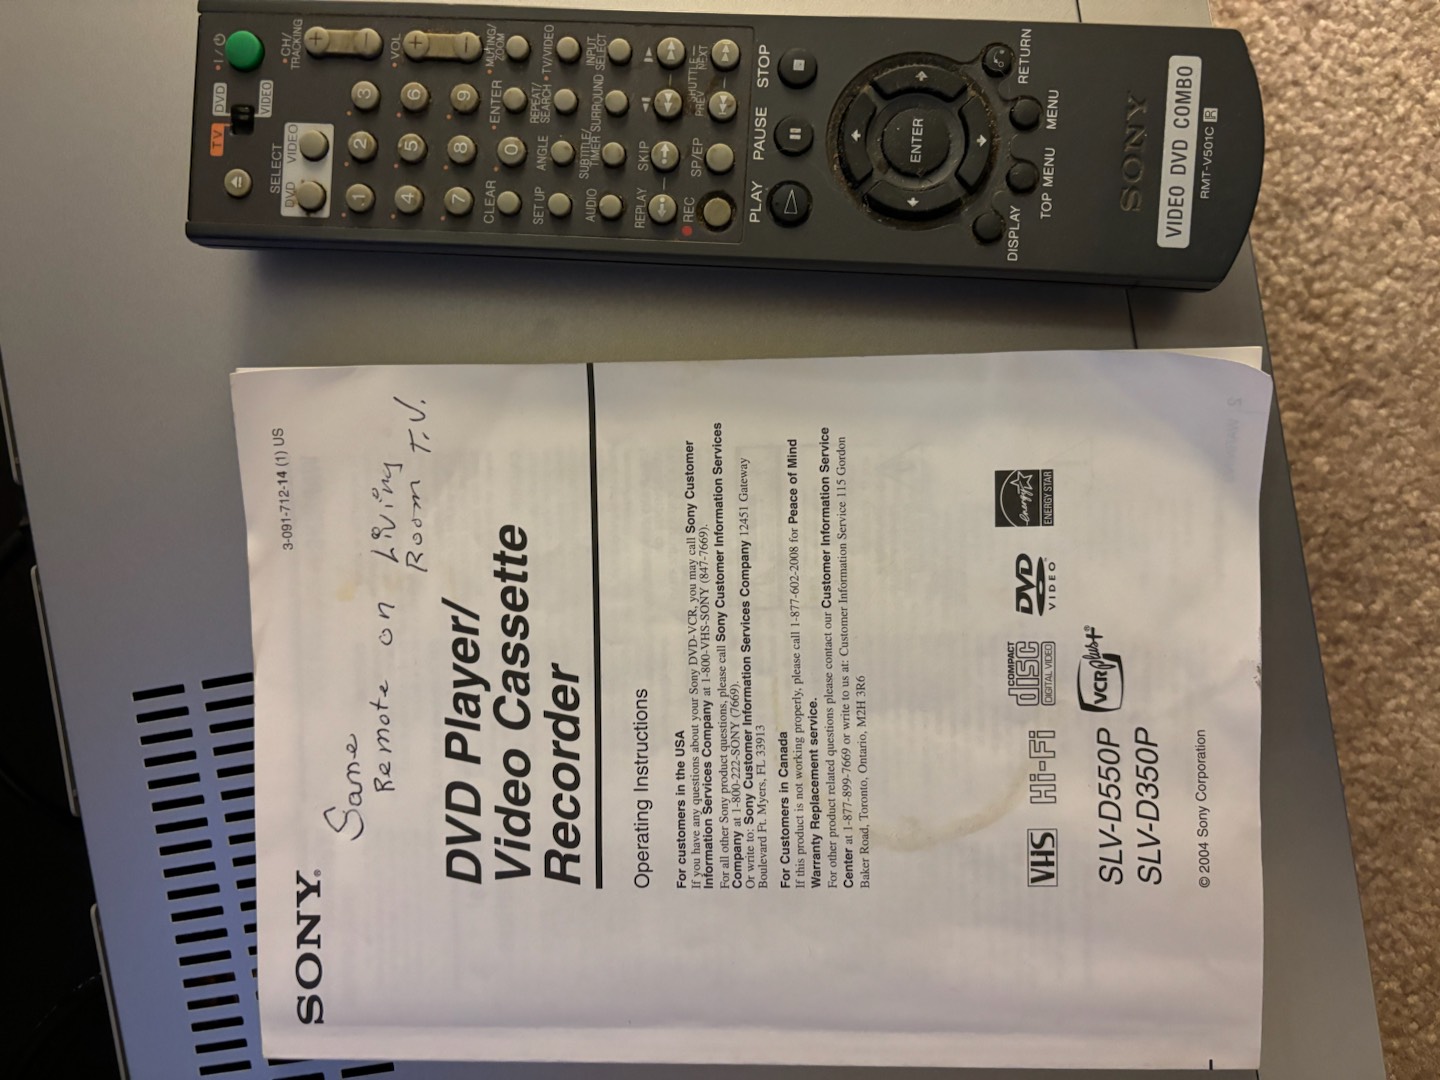 SONY®
3-091-712-14 (1) US
Same
Remote on Living
Room T.V.
DVD Player/
Video Cassette
Recorder
Operating Instructions
For customers in the USA
If you have any questions about your Sony DVD-VCR, you may call Sony Customer
Information Services Company at 1-800-VHS-SONY (847-7669).
For all other Sony product questions, please call Sony Customer Information Services
Company at 1-800-222-SONY (7669).
Or write to: Sony Customer Information Services Company 12451 Gateway
Boulevard Ft. Myers, FL 33913
For Customers in Canada
If this product is not working properly, please call 1-877-602-2008 for Peace of Mind
Warranty Replacement service.
For other product related questions please contact our Customer Information Service
Center at 1-877-899-7669 or write to us at: Customer Information Service 115 Gordon
Baker Road, Toronto, Ontario, M2H 3R6
VHS Hi-Fi COMPACT disc DIGITAL VIDEO DVD VIDEO energy ENERGY STAR
SLV-D550P VCR plus+®
SLV-D350P
© 2004 Sony Corporation
TV DVD VIDEO I / ⏻
SELECT
DVD VIDEO
CH/
TRACKING
+ −
1 2 3
VOL
+ −
4 5 6
7 8 9
MUTING/
ZOOM
CLEAR 0 ENTER
TV/VIDEO
SET UP ANGLE REPEAT/
SEARCH
INPUT
SELECT
AUDIO SUBTITLE/
TIMER SURROUND
REPLAY SKIP
SHUTTLE
REC SP/EP PREV NEXT
PLAY PAUSE STOP
ENTER
DISPLAY TOP MENU MENU RETURN
SONY
VIDEO DVD COMBO
RMT-V501C R